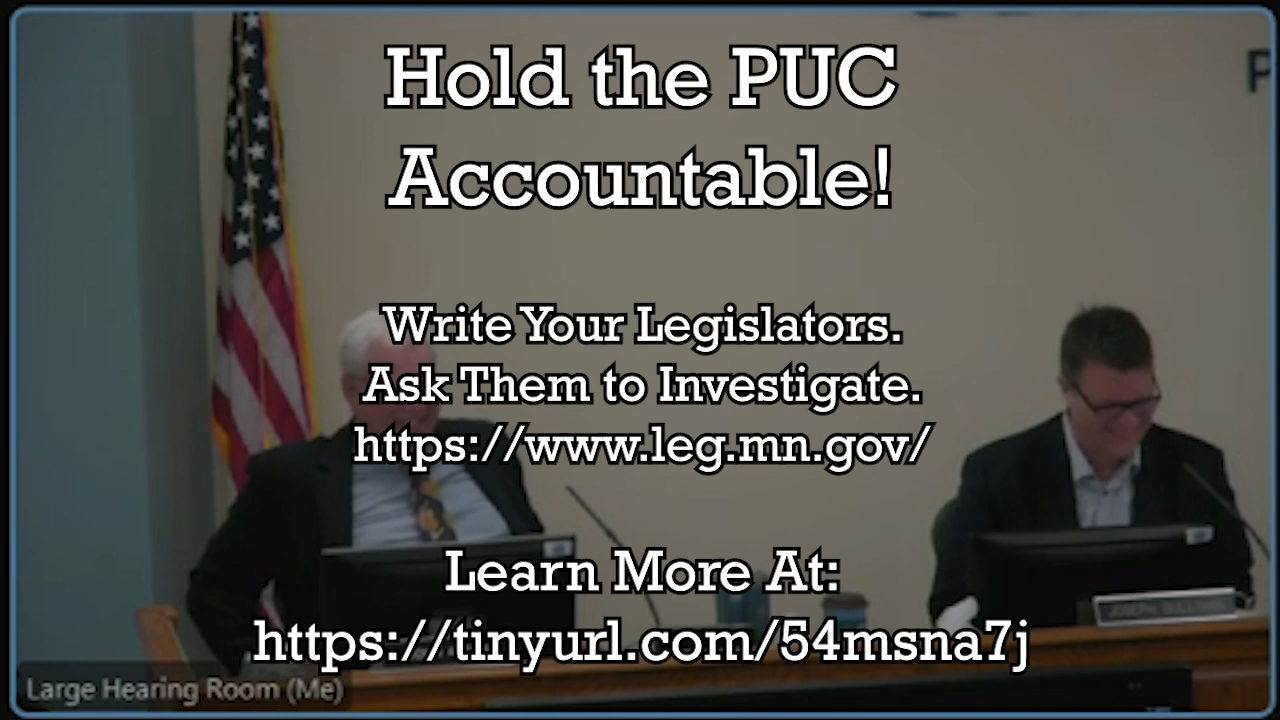 Hold the PUC
Accountable!
Write Your Legislators.
Ask Them to Investigate.
https://www.leg.mn.gov/
Learn More At:
https://tinyurl.com/54msna7j
Large Hearing Room (Me)